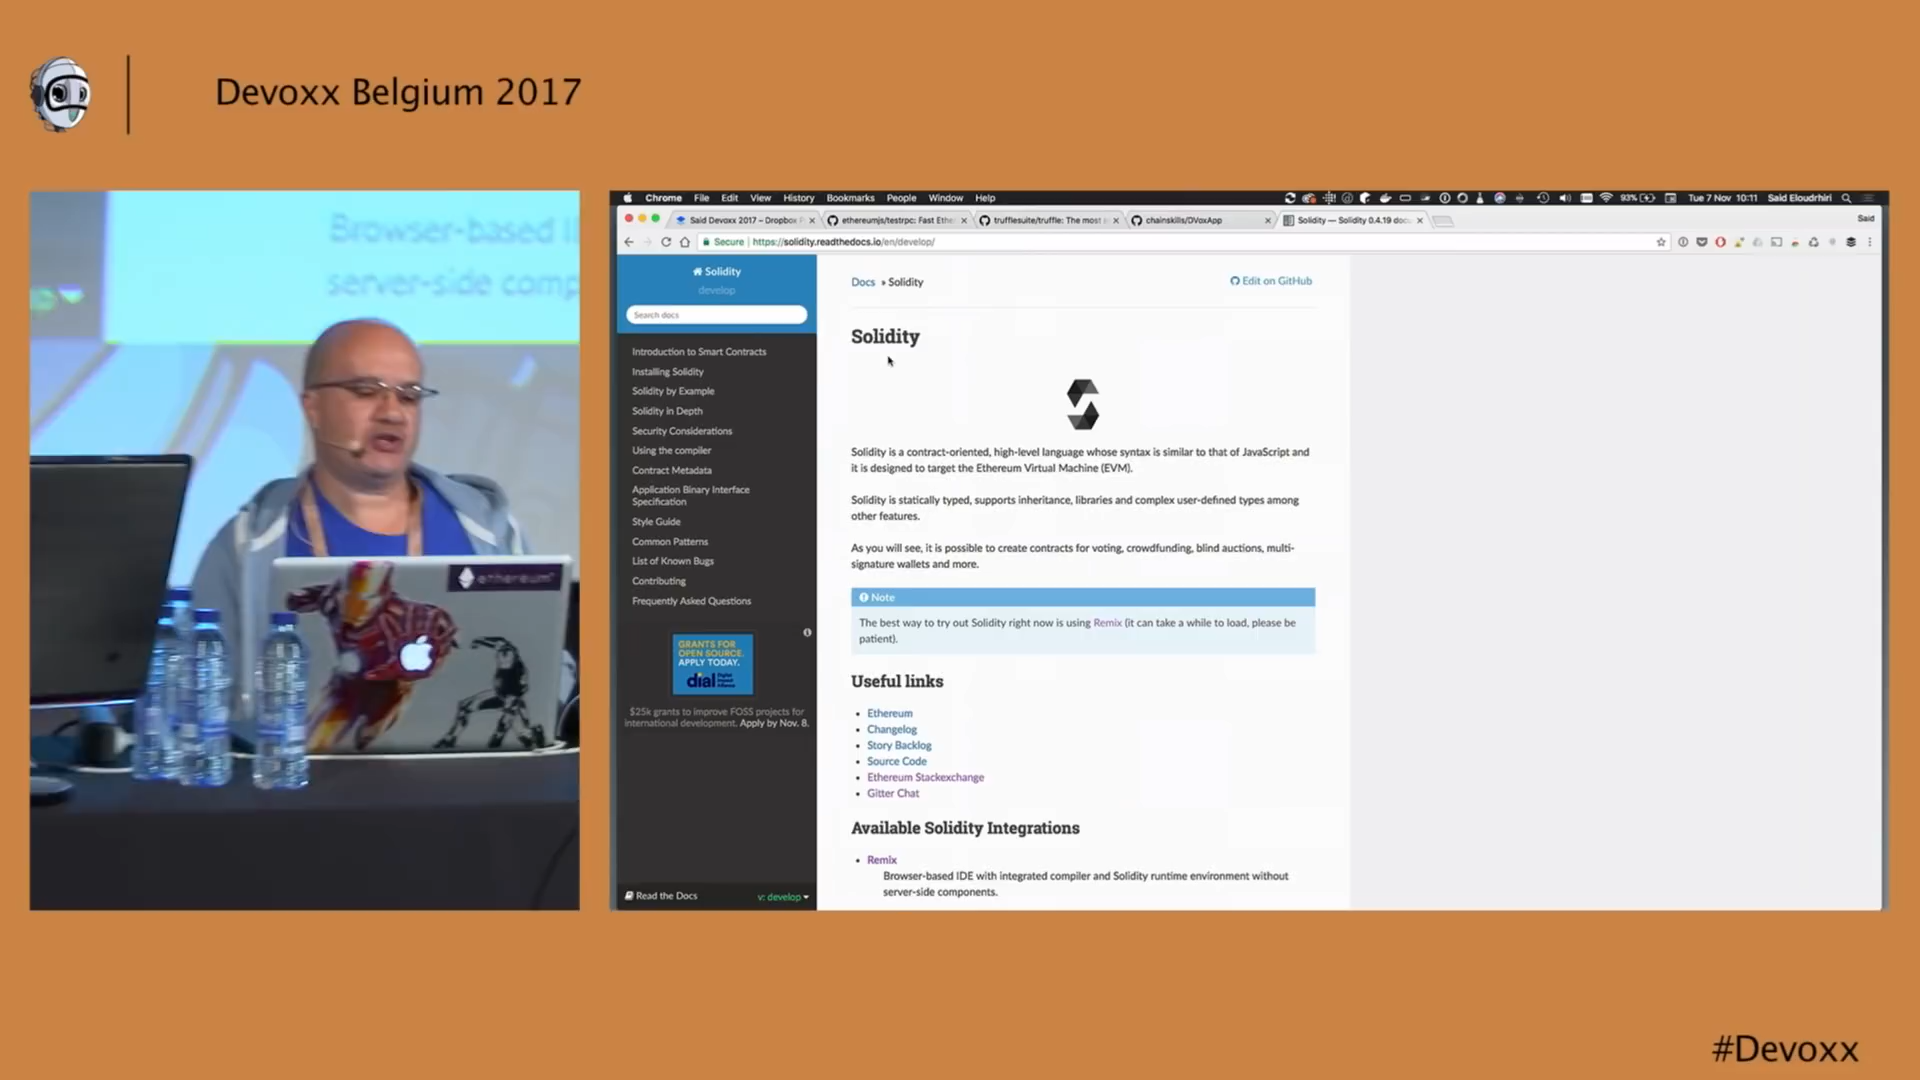 Devoxx Belgium 2017
Browser-based I
server-side comp
ethereum
Chrome File Edit View History Bookmarks People Window Help
93% Tue 7 Nov 10:11 Said Eloudrhiri
Said Devoxx 2017 – Dropbox P
ethereumjs/testrpc: Fast Ethe
trufflesuite/truffle: The most
chainskills/DVoxApp
Solidity — Solidity 0.4.19 docu
Said
Secure https://solidity.readthedocs.io/en/develop/
Solidity
develop
Search docs
Introduction to Smart Contracts
Installing Solidity
Solidity by Example
Solidity in Depth
Security Considerations
Using the compiler
Contract Metadata
Application Binary Interface
Specification
Style Guide
Common Patterns
List of Known Bugs
Contributing
Frequently Asked Questions
GRANTS FOR
OPEN SOURCE.
APPLY TODAY.
dial
$25k grants to improve FOSS projects for
international development. Apply by Nov. 8.
Read the Docs
v: develop
Docs » Solidity
Edit on GitHub
Solidity
Solidity is a contract-oriented, high-level language whose syntax is similar to that of JavaScript and
it is designed to target the Ethereum Virtual Machine (EVM).
Solidity is statically typed, supports inheritance, libraries and complex user-defined types among
other features.
As you will see, it is possible to create contracts for voting, crowdfunding, blind auctions, multi-
signature wallets and more.
Note
The best way to try out Solidity right now is using Remix (it can take a while to load, please be
patient).
Useful links
• Ethereum
• Changelog
• Story Backlog
• Source Code
• Ethereum Stackexchange
• Gitter Chat
Available Solidity Integrations
• Remix
Browser-based IDE with integrated compiler and Solidity runtime environment without
server-side components.
#Devoxx